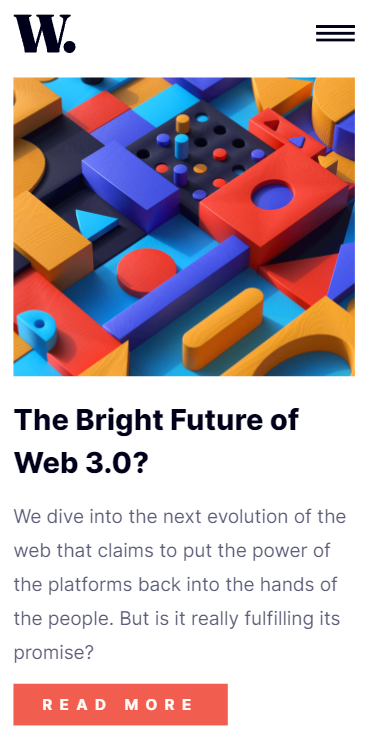 W.
The Bright Future of
Web 3.0?
We dive into the next evolution of the
web that claims to put the power of
the platforms back into the hands of
the people. But is it really fulfilling its
promise?
READ MORE